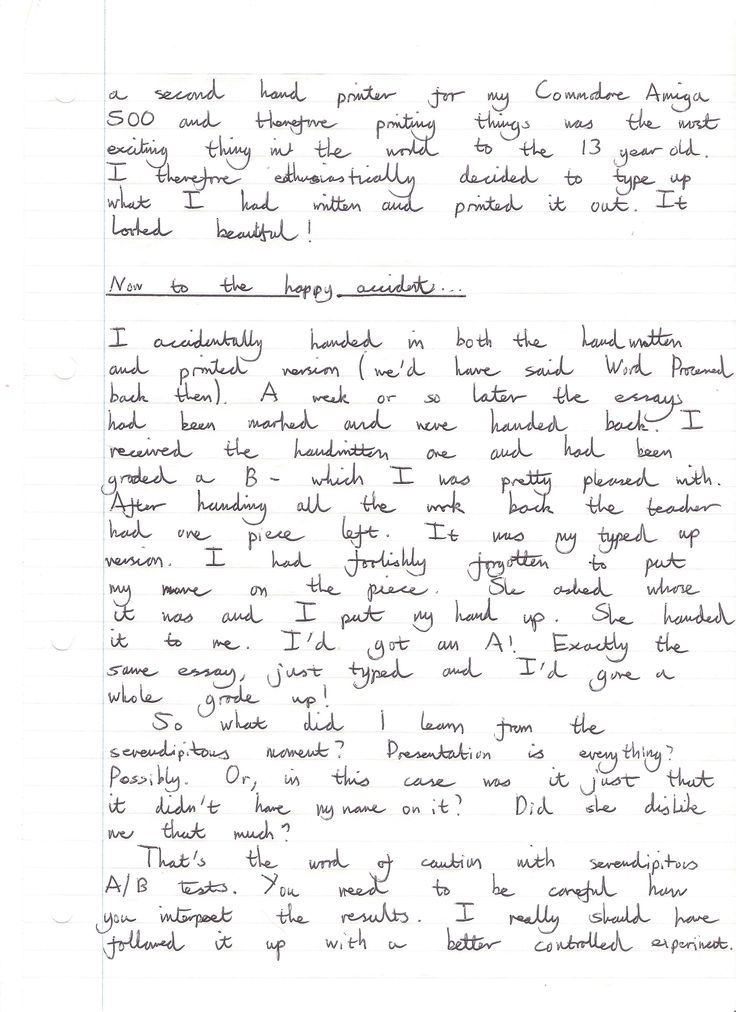 a second hand printer for my Commodore Amiga
500 and therefore printing things was the most
exciting thing in the world to the 13 year old.
I therefore ethusiastically decided to type up
what I had written and printed it out. It
looked beautiful!
Now to the happy accident...
I accidentally handed in both the handwritten
and printed version (we'd have said Word Processed
back then). A week or so later the essays
had been marked and were handed back. I
received the handwritten one and had been
graded a B - which I was pretty pleased with.
After handing all the work back the teacher
had one piece left. It was my typed up
version. I had foolishly forgotten to put
my name on the piece. She asked whose
it was and I put my hand up. She handed
it to me. I'd got an A! Exactly the
same essay, just typed and I'd gone a
whole grade up!
So what did I learn from the
serendipitous moment? Presentation is everything?
Possibly. Or, in this case was it just that
it didn't have my name on it? Did she dislike
me that much?
That's the word of caution with serendipitous
A/B tests. You need to be careful how
you interpret the results. I really should have
followed it up with a better controlled experiment.